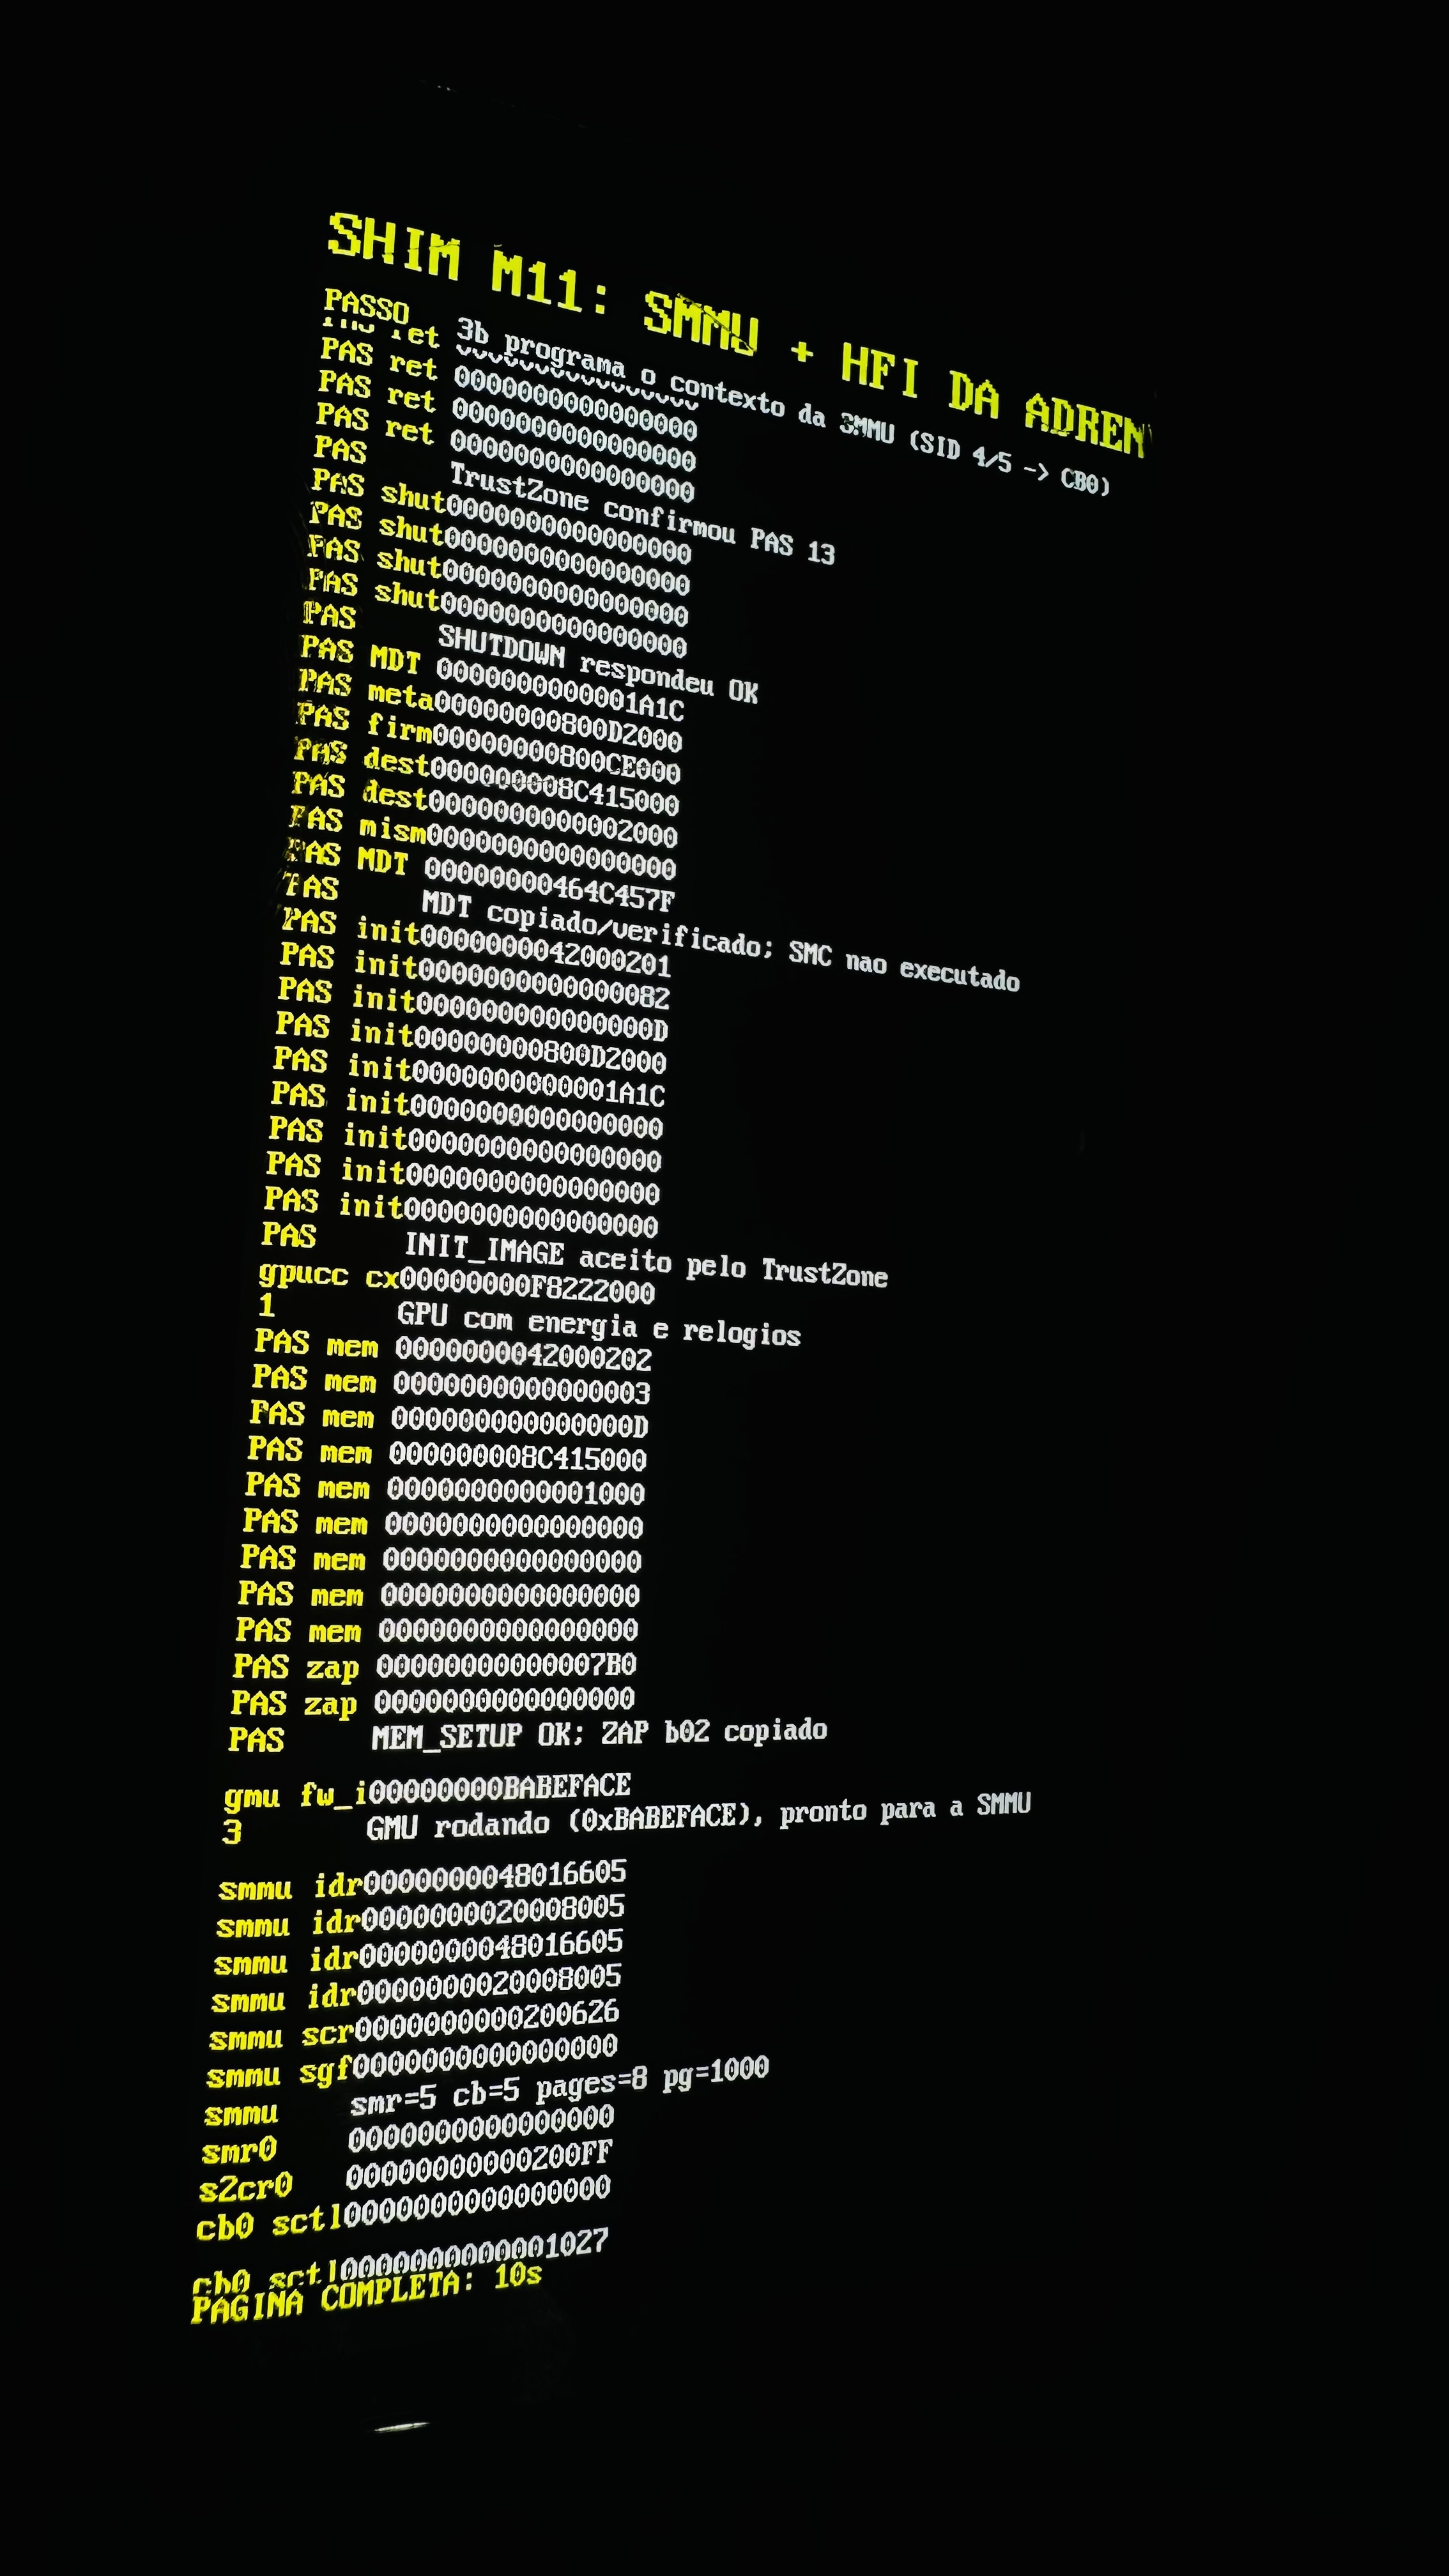 SHIM M11: SMMU + HFI DA ADREN
PASSO 3b programa o contexto da SMMU (SID 4/5 -> CB0)
ret
PAS ret 0000000000000000
PAS ret 0000000000000000
PAS ret 0000000000000000
PAS TrustZone confirmou PAS 13
PAS shut0000000000000000
PAS shut0000000000000000
PAS shut0000000000000000
PAS shut0000000000000000
PAS SHUTDOWN respondeu OK
PAS MDT 0000000000001A1C
PAS meta00000000800D2000
PAS firm00000000800CE000
PAS dest000000008C415000
PAS dest0000000000002000
PAS mism0000000000000000
PAS MDT 00000000464C457F
PAS MDT copiado/verificado; SMC nao executado
PAS init0000000042000201
PAS init0000000000000082
PAS init000000000000000D
PAS init00000000800D2000
PAS init0000000000001A1C
PAS init0000000000000000
PAS init0000000000000000
PAS init0000000000000000
PAS init0000000000000000
PAS INIT_IMAGE aceito pelo TrustZone
gpucc cx00000000F8222000
1 GPU com energia e relogios
PAS mem 0000000042000202
PAS mem 0000000000000003
PAS mem 000000000000000D
PAS mem 000000008C415000
PAS mem 0000000000001000
PAS mem 0000000000000000
PAS mem 0000000000000000
PAS mem 0000000000000000
PAS mem 0000000000000000
PAS zap 00000000000007B0
PAS zap 0000000000000000
PAS MEM_SETUP OK; ZAP b02 copiado
gmu fw_i00000000BABEFACE
3 GMU rodando (0xBABEFACE), pronto para a SMMU
smmu idr0000000048016605
smmu idr0000000020008005
smmu idr0000000048016605
smmu idr0000000020008005
smmu scr0000000000200626
smmu sgf0000000000000000
smmu smr=5 cb=5 pages=8 pg=1000
smr0 0000000000000000
s2cr0 00000000000200FF
cb0 sctl0000000000000000
cb0 sctl0000000000001027
PAGINA COMPLETA: 10s